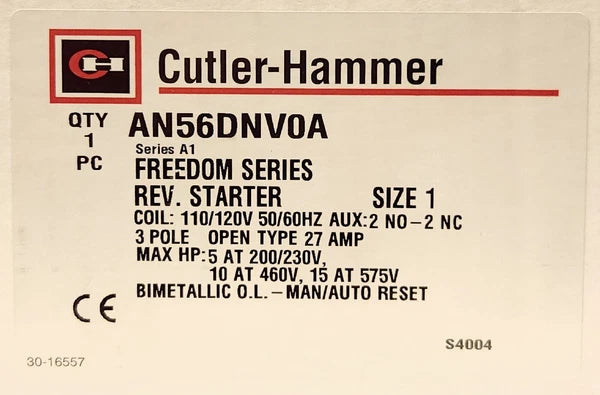 CH
Cutler-Hammer
QTY
1
PC
AN56DNV0A
Series A1
FREEDOM SERIES
REV. STARTER SIZE 1
COIL: 110/120V 50/60HZ AUX:2 NO-2 NC
3 POLE OPEN TYPE 27 AMP
MAX HP:5 AT 200/230V,
10 AT 460V, 15 AT 575V
BIMETALLIC O.L.-MAN/AUTO RESET
CE
S4004
30-16557